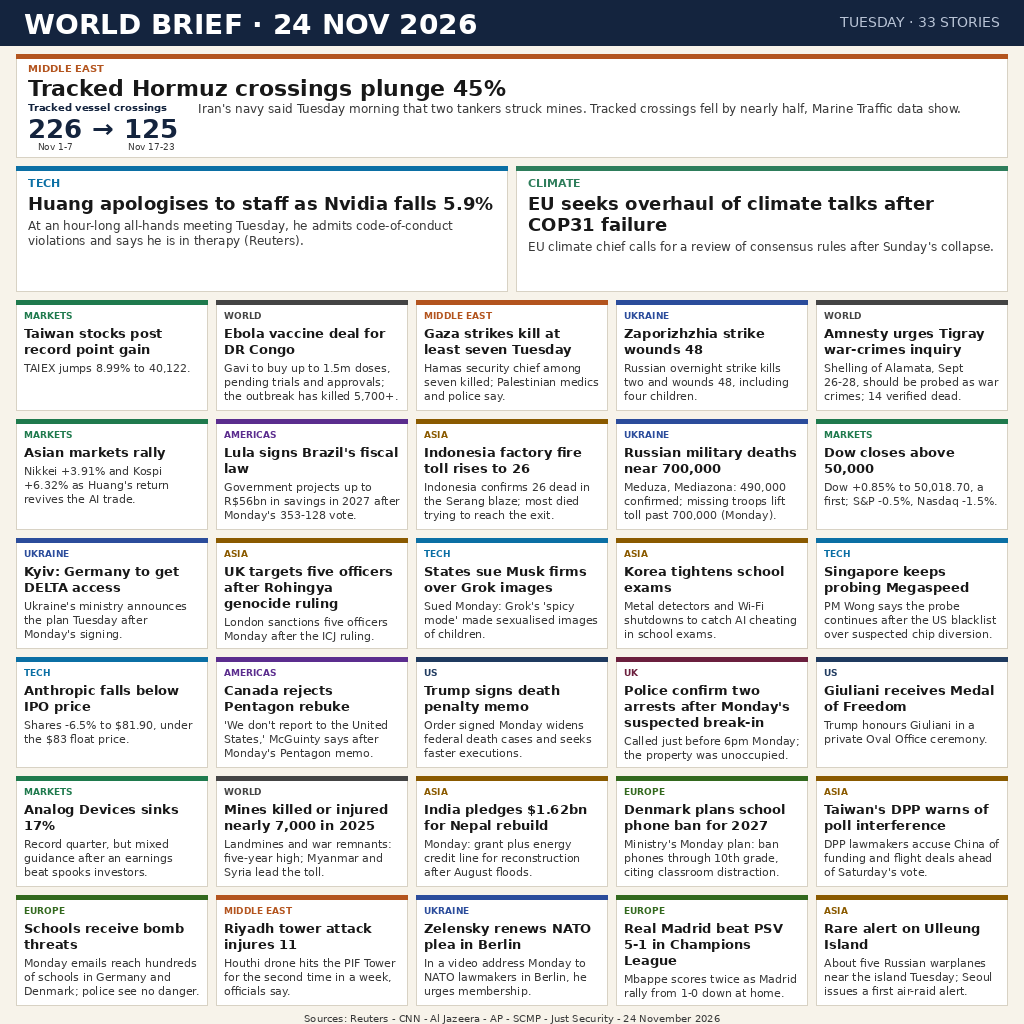 WORLD BRIEF · 24 NOV 2026
TUESDAY · 33 STORIES
MIDDLE EAST
Tracked Hormuz crossings plunge 45%
Tracked vessel crossings
226 → 125
Nov 1-7
Nov 17-23
Iran's navy said Tuesday morning that two tankers struck mines. Tracked crossings fell by nearly half, Marine Traffic data show.
TECH
Huang apologises to staff as Nvidia falls 5.9%
At an hour-long all-hands meeting Tuesday, he admits code-of-conduct
violations and says he is in therapy (Reuters).
CLIMATE
EU seeks overhaul of climate talks after
COP31 failure
EU climate chief calls for a review of consensus rules after Sunday's collapse.
MARKETS
Taiwan stocks post
record point gain
TAIEX jumps 8.99% to 40,122.
WORLD
Ebola vaccine deal for
DR Congo
Gavi to buy up to 1.5m doses,
pending trials and approvals;
the outbreak has killed 5,700+.
MIDDLE EAST
Gaza strikes kill at
least seven Tuesday
Hamas security chief among
seven killed; Palestinian medics
and police say.
UKRAINE
Zaporizhzhia strike
wounds 48
Russian overnight strike kills
two and wounds 48, including
four children.
WORLD
Amnesty urges Tigray
war-crimes inquiry
Shelling of Alamata, Sept
26-28, should be probed as war
crimes; 14 verified dead.
MARKETS
Asian markets rally
Nikkei +3.91% and Kospi
+6.32% as Huang's return
revives the AI trade.
AMERICAS
Lula signs Brazil's fiscal
law
Government projects up to
R$56bn in savings in 2027 after
Monday's 353-128 vote.
ASIA
Indonesia factory fire
toll rises to 26
Indonesia confirms 26 dead in
the Serang blaze; most died
trying to reach the exit.
UKRAINE
Russian military deaths
near 700,000
Meduza, Mediazona: 490,000
confirmed; missing troops lift
toll past 700,000 (Monday).
MARKETS
Dow closes above
50,000
Dow +0.85% to 50,018.70, a
first; S&P -0.5%, Nasdaq -1.5%.
UKRAINE
Kyiv: Germany to get
DELTA access
Ukraine's ministry announces
the plan Tuesday after
Monday's signing.
ASIA
UK targets five officers
after Rohingya
genocide ruling
London sanctions five officers
Monday after the ICJ ruling.
TECH
States sue Musk firms
over Grok images
Sued Monday: Grok's 'spicy
mode' made sexualised images
of children.
ASIA
Korea tightens school
exams
Metal detectors and Wi-Fi
shutdowns to catch AI cheating
in school exams.
TECH
Singapore keeps
probing Megaspeed
PM Wong says the probe
continues after the US blacklist
over suspected chip diversion.
TECH
Anthropic falls below
IPO price
Shares -6.5% to $81.90, under
the $83 float price.
AMERICAS
Canada rejects
Pentagon rebuke
'We don't report to the United
States,' McGuinty says after
Monday's Pentagon memo.
US
Trump signs death
penalty memo
Order signed Monday widens
federal death cases and seeks
faster executions.
UK
Police confirm two
arrests after Monday's
suspected break-in
Called just before 6pm Monday;
the property was unoccupied.
US
Giuliani receives Medal
of Freedom
Trump honours Giuliani in a
private Oval Office ceremony.
MARKETS
Analog Devices sinks
17%
Record quarter, but mixed
guidance after an earnings
beat spooks investors.
WORLD
Mines killed or injured
nearly 7,000 in 2025
Landmines and war remnants:
five-year high; Myanmar and
Syria lead the toll.
ASIA
India pledges $1.62bn
for Nepal rebuild
Monday: grant plus energy
credit line for reconstruction
after August floods.
EUROPE
Denmark plans school
phone ban for 2027
Ministry's Monday plan: ban
phones through 10th grade,
citing classroom distraction.
ASIA
Taiwan's DPP warns of
poll interference
DPP lawmakers accuse China of
funding and flight deals ahead
of Saturday's vote.
EUROPE
Schools receive bomb
threats
Monday emails reach hundreds
of schools in Germany and
Denmark; police see no danger.
MIDDLE EAST
Riyadh tower attack
injures 11
Houthi drone hits the PIF Tower
for the second time in a week,
officials say.
UKRAINE
Zelensky renews NATO
plea in Berlin
In a video address Monday to
NATO lawmakers in Berlin, he
urges membership.
EUROPE
Real Madrid beat PSV
5-1 in Champions
League
Mbappe scores twice as Madrid
rally from 1-0 down at home.
ASIA
Rare alert on Ulleung
Island
About five Russian warplanes
near the island Tuesday; Seoul
issues a first air-raid alert.
Sources: Reuters - CNN - Al Jazeera - AP - SCMP - Just Security - 24 November 2026